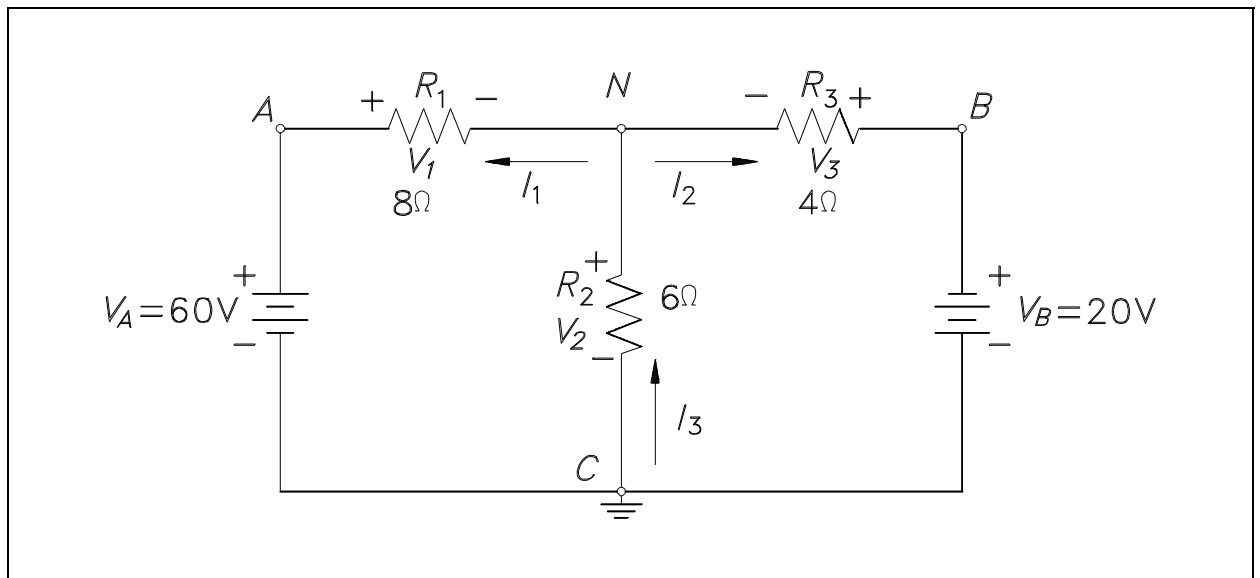 A + R1 − N − R3 + B
V1 I1 I2 V3
8Ω 4Ω
+ + +
VA=60V R2 6Ω VB=20V
V2
− − −
I3
C